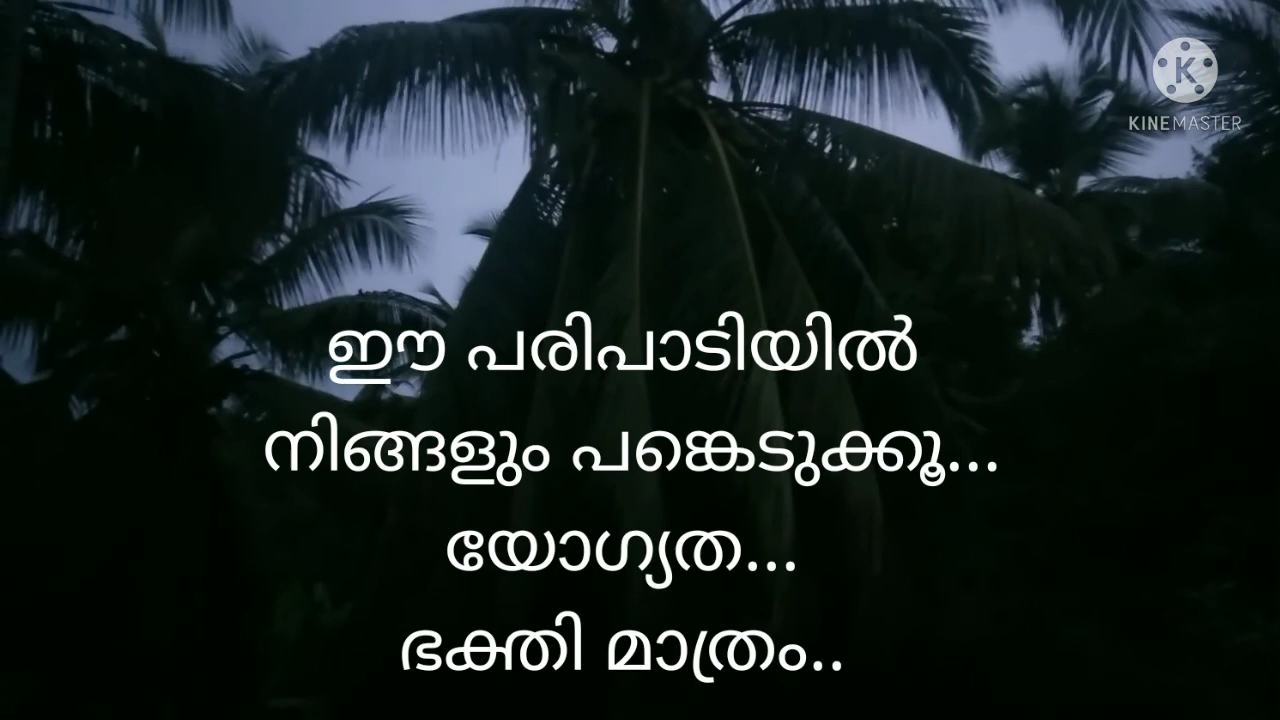 KINEMASTER
ഈ പരിപാടിയിൽ
നിങ്ങളും പങ്കെടുക്കൂ...
യോഗ്യത...
ഭക്തി മാത്രം..